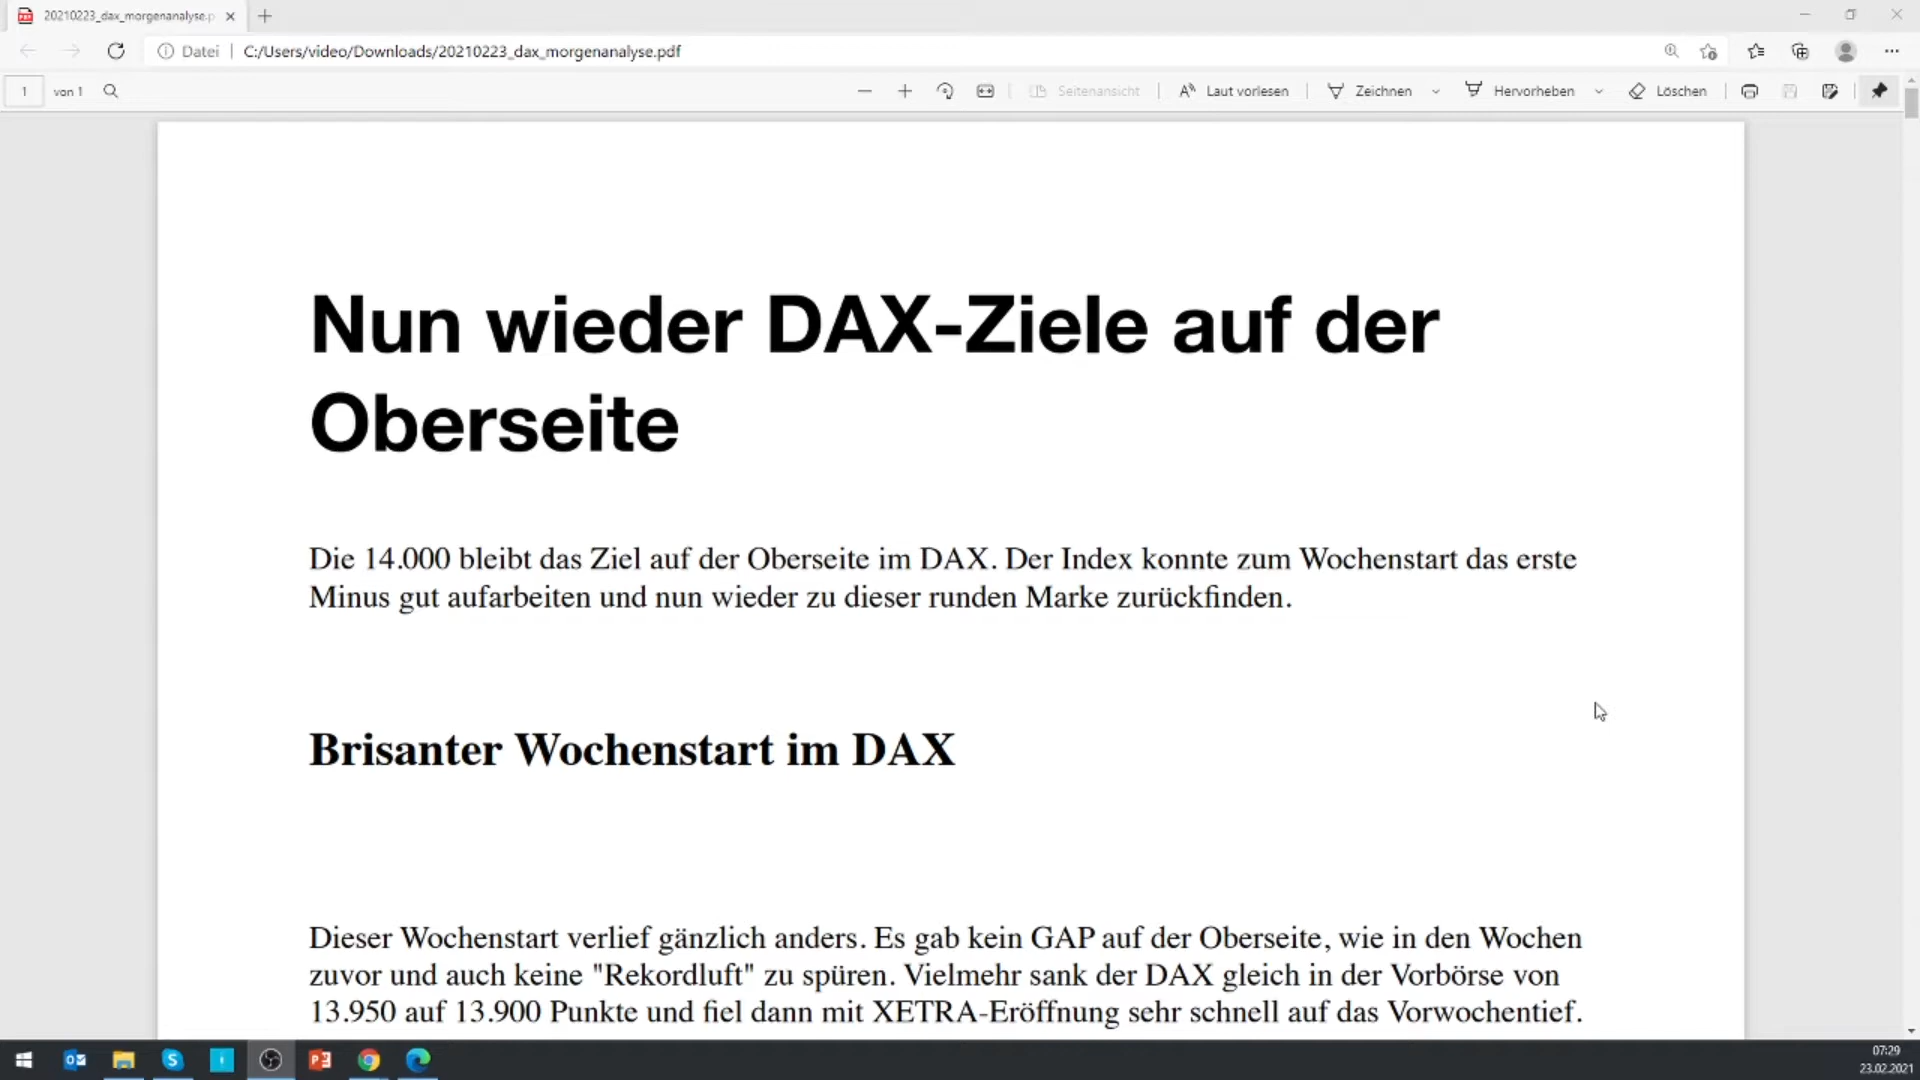 20210223_dax_morgenanalyse.p
Datei
C:/Users/video/Downloads/20210223_dax_morgenanalyse.pdf
1 von 1
Seitenansicht
Laut vorlesen
Zeichnen
Hervorheben
Löschen
Nun wieder DAX-Ziele auf der
Oberseite
Die 14.000 bleibt das Ziel auf der Oberseite im DAX. Der Index konnte zum Wochenstart das erste
Minus gut aufarbeiten und nun wieder zu dieser runden Marke zurückfinden.
Brisanter Wochenstart im DAX
Dieser Wochenstart verlief gänzlich anders. Es gab kein GAP auf der Oberseite, wie in den Wochen
zuvor und auch keine "Rekordluft" zu spüren. Vielmehr sank der DAX gleich in der Vorbörse von
13.950 auf 13.900 Punkte und fiel dann mit XETRA-Eröffnung sehr schnell auf das Vorwochentief.
07:29
23.02.2021